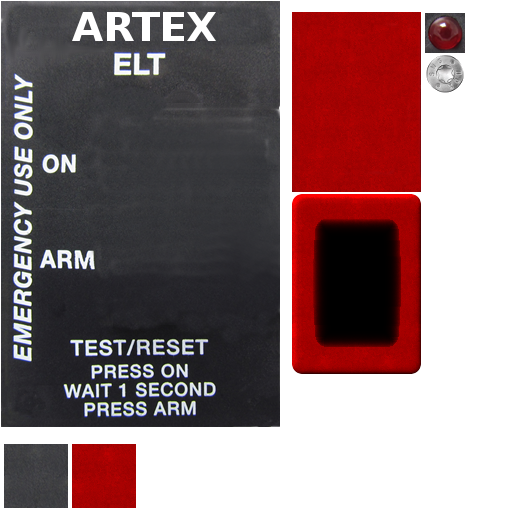 ARTEX
ELT
EMERGENCY USE ONLY
ON
ARM
TEST/RESET
PRESS ON
WAIT 1 SECOND
PRESS ARM